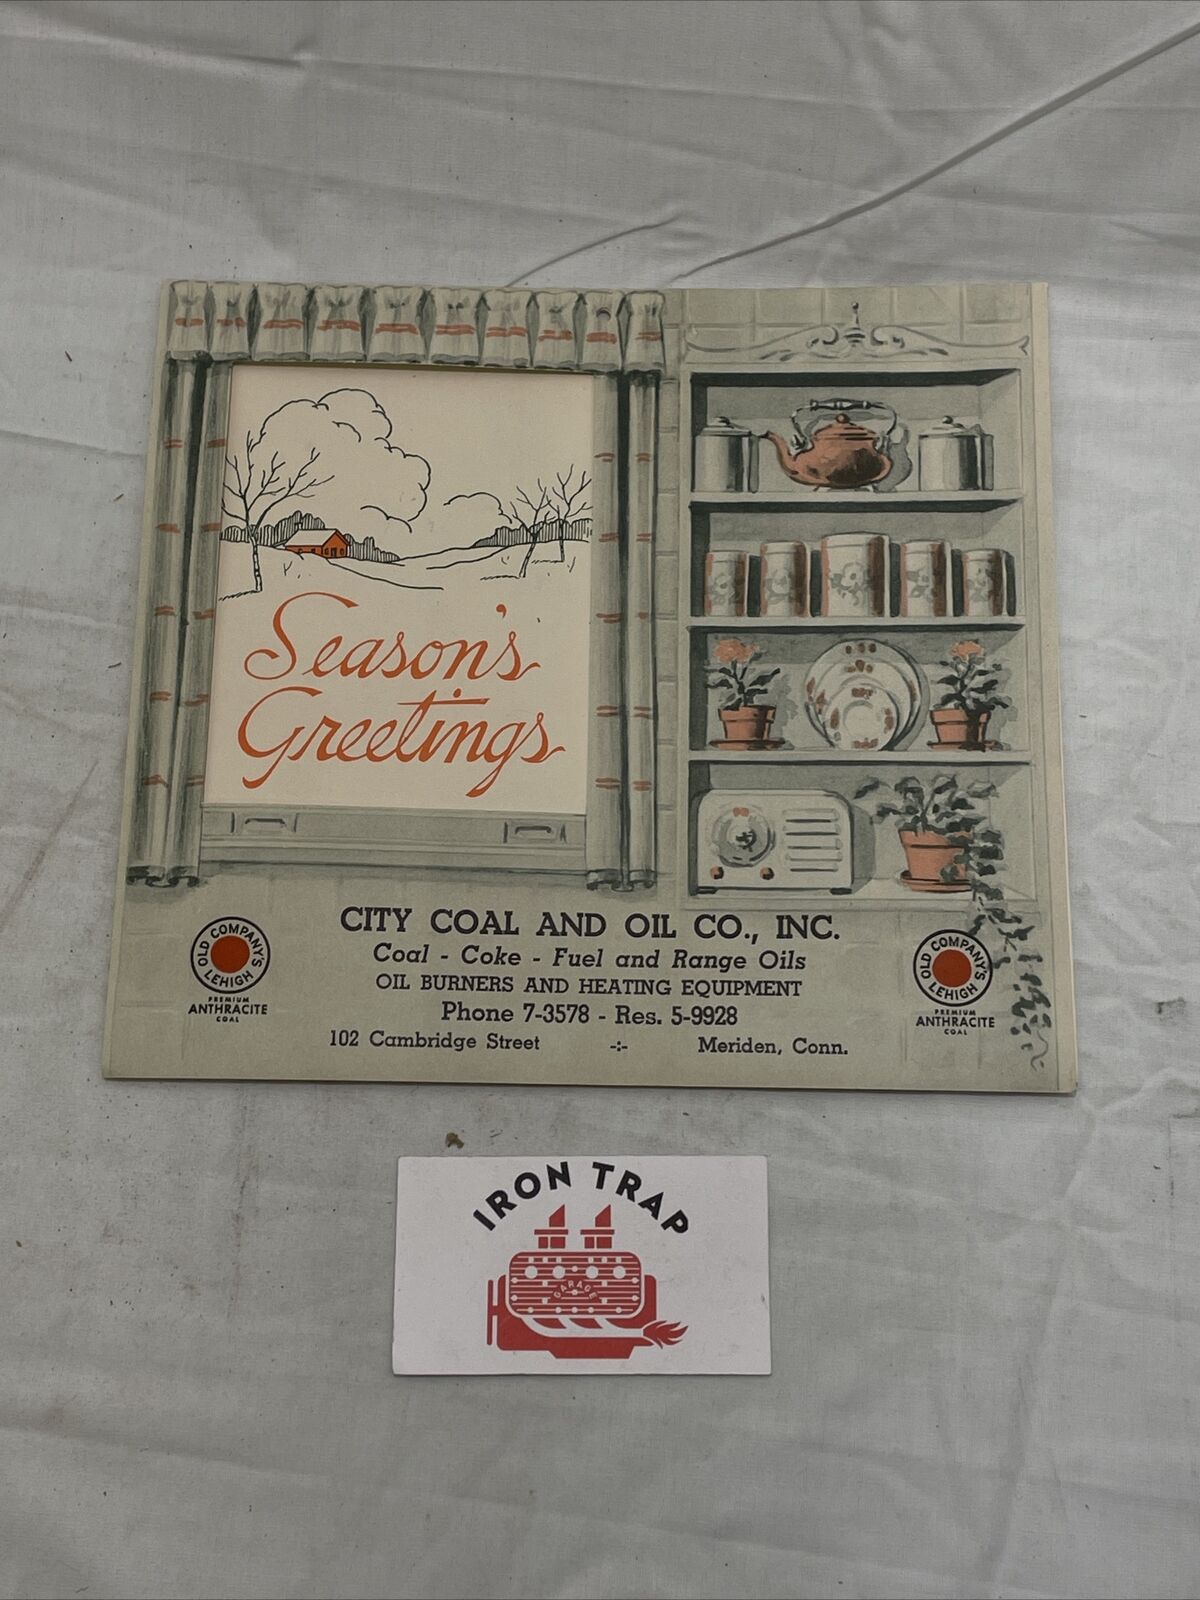 Season's
Greetings
CITY COAL AND OIL CO., INC.
Coal - Coke - Fuel and Range Oils
OIL BURNERS AND HEATING EQUIPMENT
Phone 7-3578 - Res. 5-9928
102 Cambridge Street -:- Meriden, Conn.
OLD COMPANY'S
LEHIGH
PREMIUM
ANTHRACITE
COAL
OLD COMPANY'S
LEHIGH
PREMIUM
ANTHRACITE
COAL
IRON TRAP
GARAGE